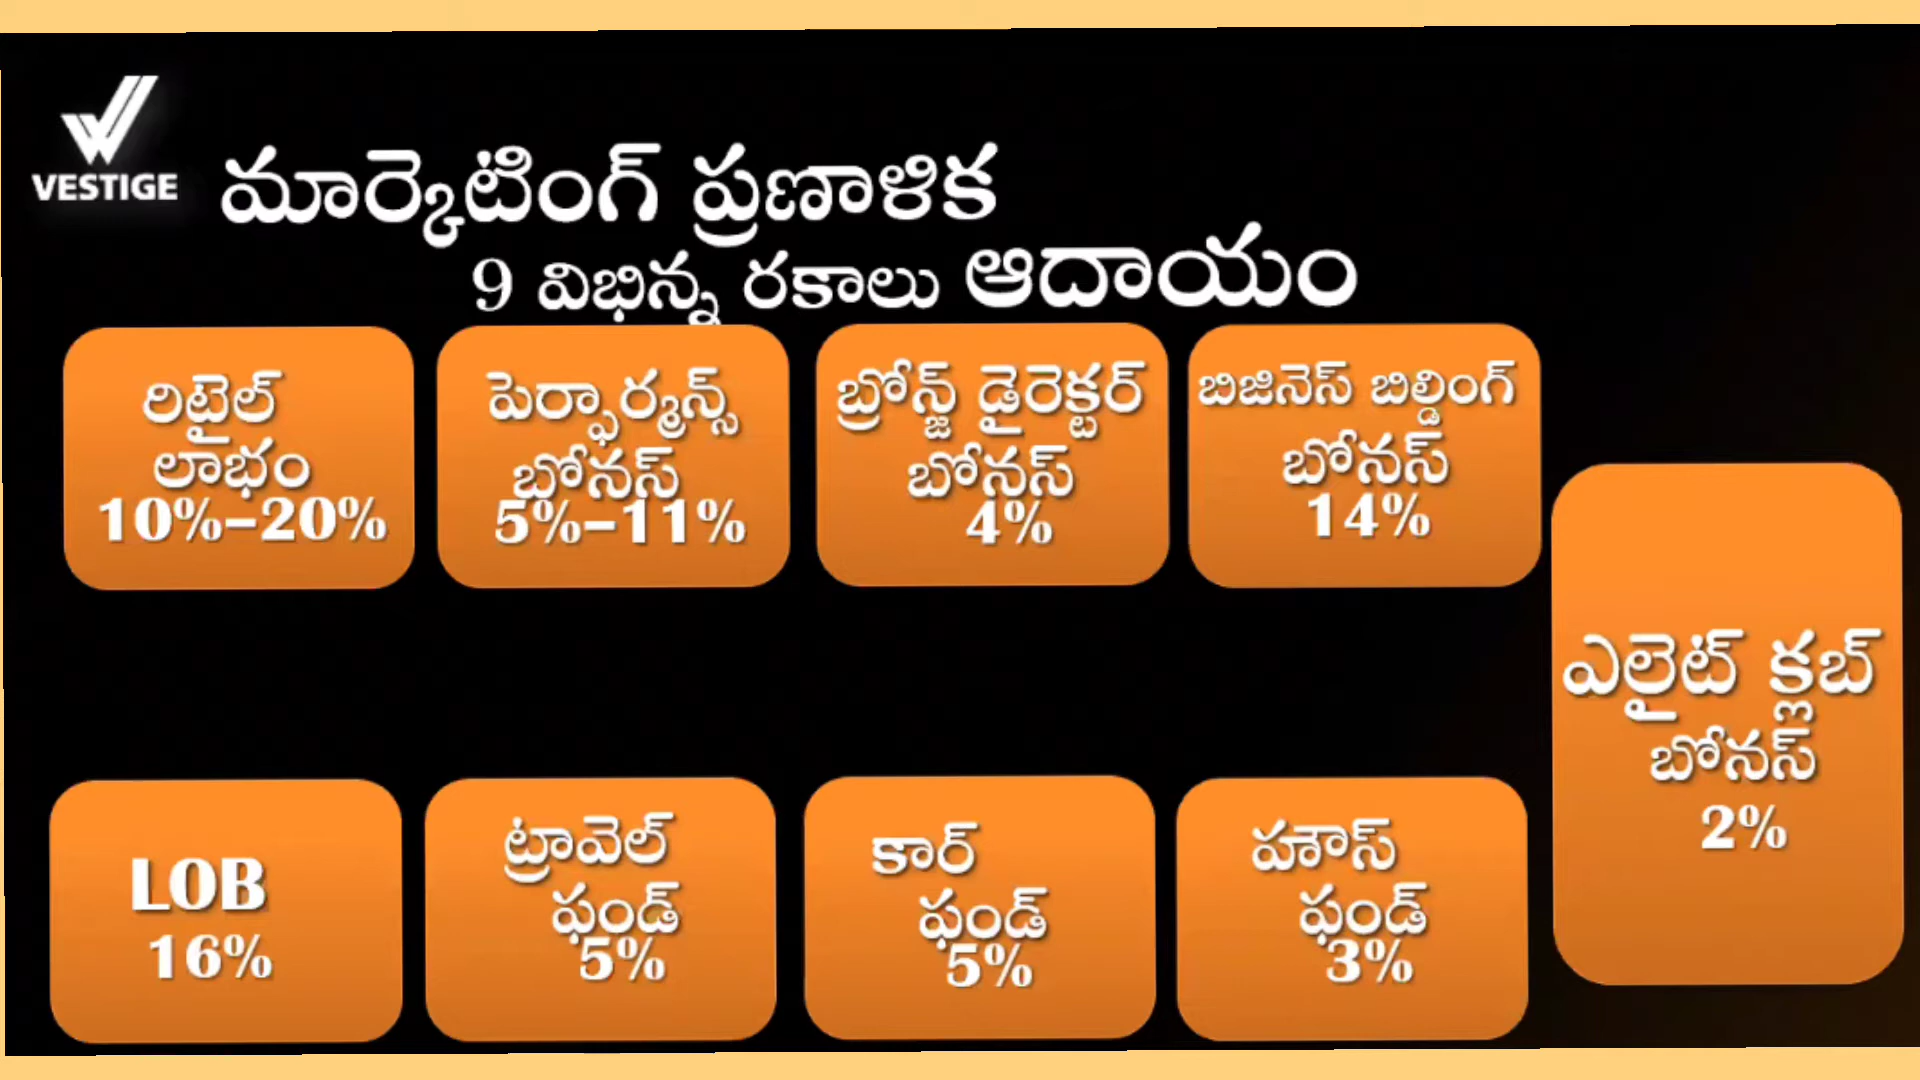 VESTIGE
మార్కెటింగ్ ప్రణాళిక
9 విభిన్న రకాలు ఆదాయం
రిటైల్
లాభం
10%-20%
పెర్ఫార్మన్స్
బోనస్
5%-11%
బ్రోన్జ్ డైరెక్టర్
బోనస్
4%
బిజినెస్ బిల్డింగ్
బోనస్
14%
ఎలైట్ క్లబ్
బోనస్
2%
LOB
16%
ట్రావెల్
ఫండ్
5%
కార్
ఫండ్
5%
హౌస్
ఫండ్
3%